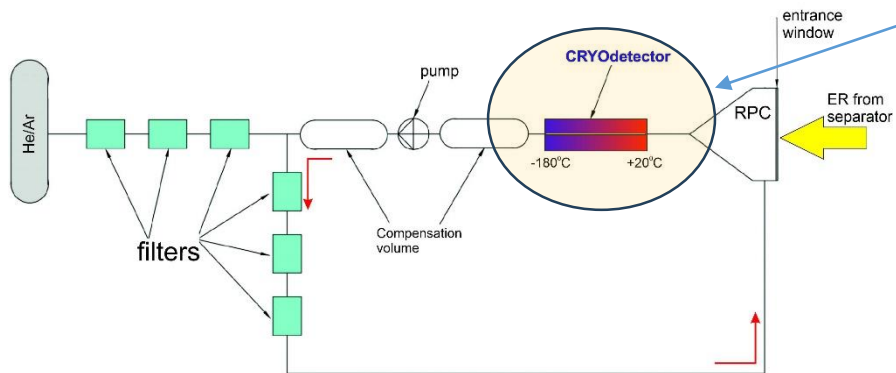 entrance
window
CRYOdetector
pump
He/Ar
RPC
ER from
separator
-180°C
+20°C
Compensation
volume
filters